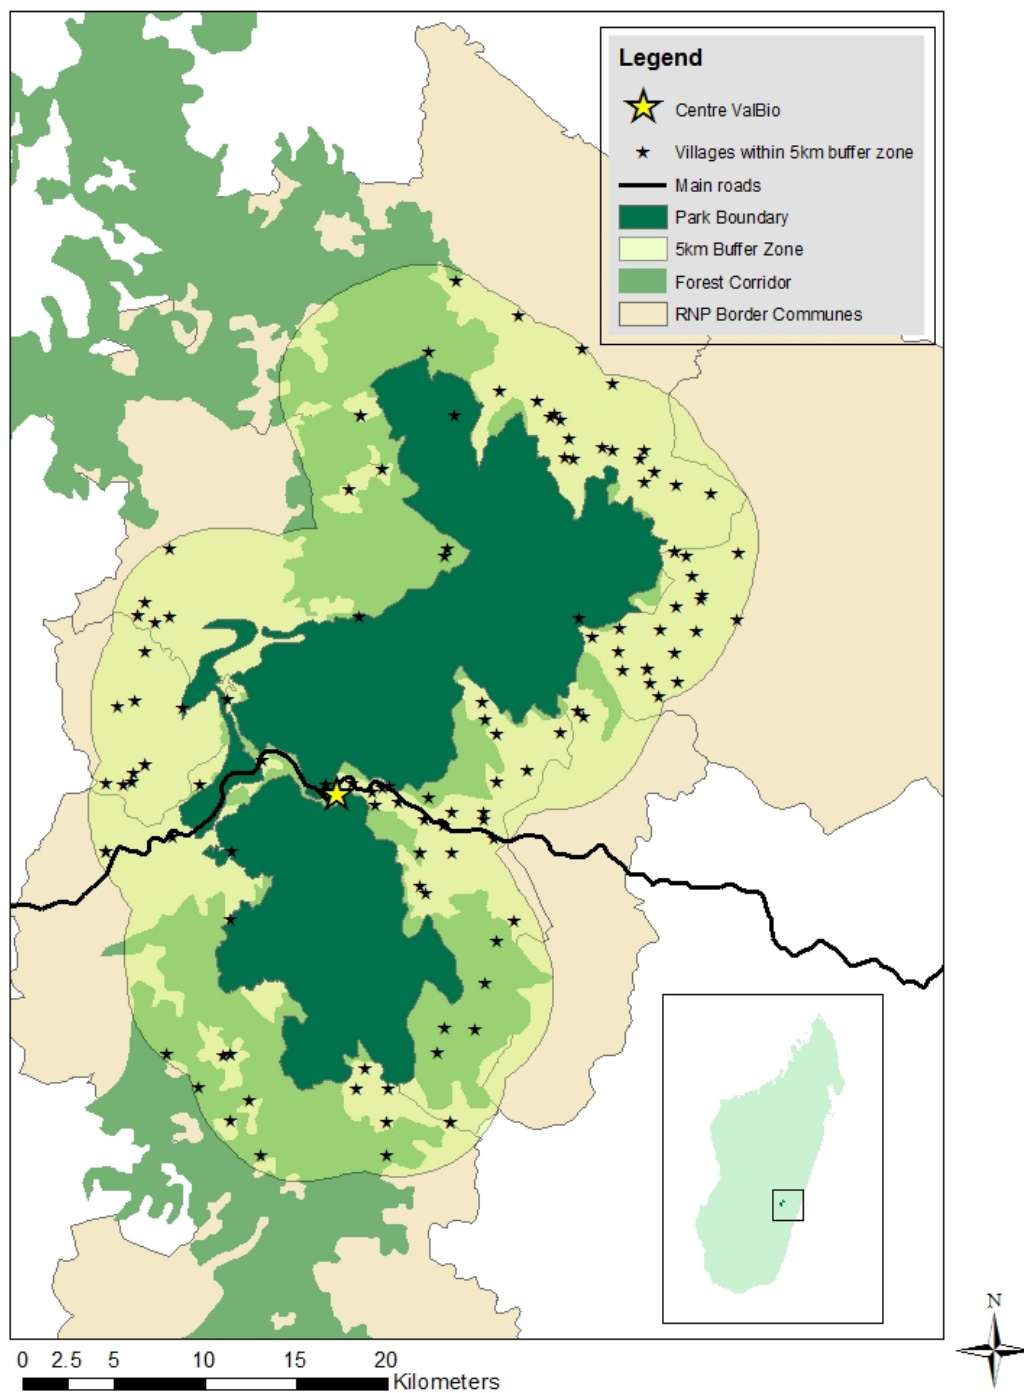 Legend
Centre ValBio
Villages within 5km buffer zone
Main roads
Park Boundary
5km Buffer Zone
Forest Corridor
RNP Border Communes
N
0 2.5 5 10 15 20
Kilometers